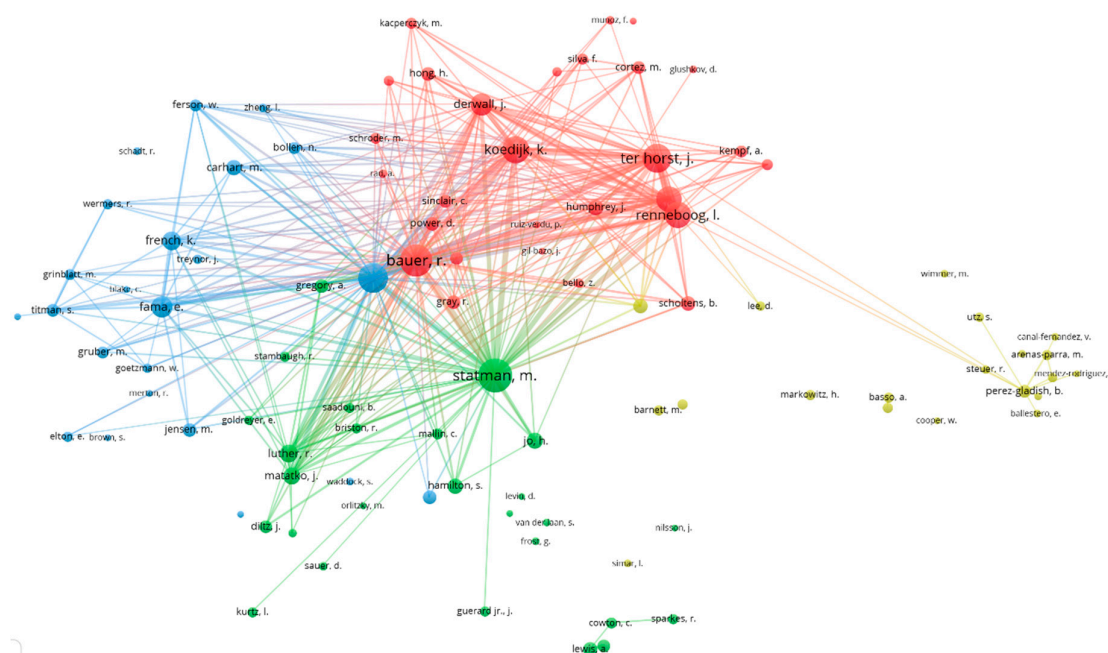 kacperczyk, m.
munoz, f.
silva, f.
cortez, m.
glushkov, d.
hong, h.
ferson, w.
zheng, l.
derwall, j.
schadt, r.
bollen, n.
schroder, m.
koedijk, k.
ter horst, j.
kempf, a.
carhart, m.
rad, a.
wermers, r.
sinclair, c.
humphrey, j.
renneboog, l.
power, d.
ruiz-verdu, p.
french, k.
treynor, j.
bauer, r.
gil-bazo, j.
grinblatt, m.
blake, c.
gregory, a.
bello, z.
wimmer, m.
titman, s.
fama, e.
gray, r.
scholtens, b.
lee, d.
utz, s.
canal-fernandez, v.
gruber, m.
stambaugh, r.
arenas-parra, m.
goetzmann, w.
statman, m.
steuer, r.
mendez-rodriguez,
merton, r.
perez-gladish, b.
markowitz, h.
basso, a.
saadouni, b.
barnett, m.
ballestero, e.
goldreyer, e.
cooper, w.
jensen, m.
briston, r.
elton, e.
brown, s.
mallin, c.
jo, h.
luther, r.
matatko, j.
waddock, s.
hamilton, s.
levin, d.
orlitzky, m.
diltz, j.
van der laan, s.
nilsson, j.
frost, g.
sauer, d.
simar, l.
kurtz, l.
guerard jr., j.
cowton, c.
sparkes, r.
lewis, a.